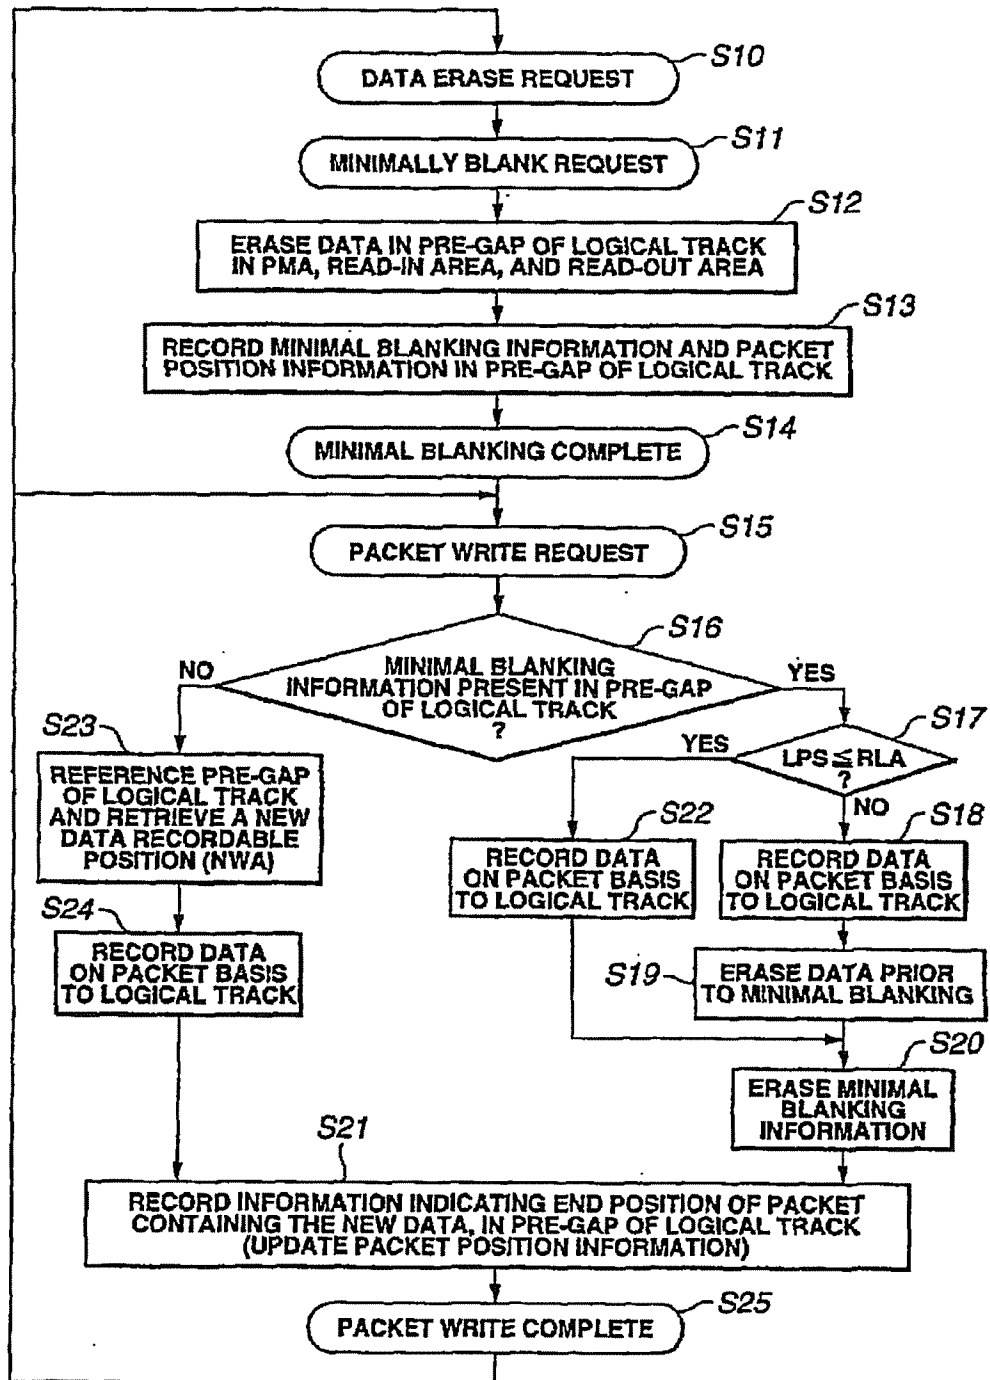 S10
DATA ERASE REQUEST
S11
MINIMALLY BLANK REQUEST
S12
ERASE DATA IN PRE-GAP OF LOGICAL TRACK
IN PMA, READ-IN AREA, AND READ-OUT AREA
S13
RECORD MINIMAL BLANKING INFORMATION AND PACKET
POSITION INFORMATION IN PRE-GAP OF LOGICAL TRACK
S14
MINIMAL BLANKING COMPLETE
S15
PACKET WRITE REQUEST
S16
MINIMAL BLANKING
INFORMATION PRESENT IN PRE-GAP
OF LOGICAL TRACK
?
NO
YES
S17
LPS≦RLA
?
YES
NO
S23
REFERENCE PRE-GAP
OF LOGICAL TRACK
AND RETRIEVE A NEW
DATA RECORDABLE
POSITION (NWA)
S22
RECORD DATA
ON PACKET BASIS
TO LOGICAL TRACK
S18
RECORD DATA
ON PACKET BASIS
TO LOGICAL TRACK
S24
RECORD DATA
ON PACKET BASIS
TO LOGICAL TRACK
S19
ERASE DATA PRIOR
TO MINIMAL BLANKING
S20
ERASE MINIMAL
BLANKING
INFORMATION
S21
RECORD INFORMATION INDICATING END POSITION OF PACKET
CONTAINING THE NEW DATA, IN PRE-GAP OF LOGICAL TRACK
(UPDATE PACKET POSITION INFORMATION)
S25
PACKET WRITE COMPLETE